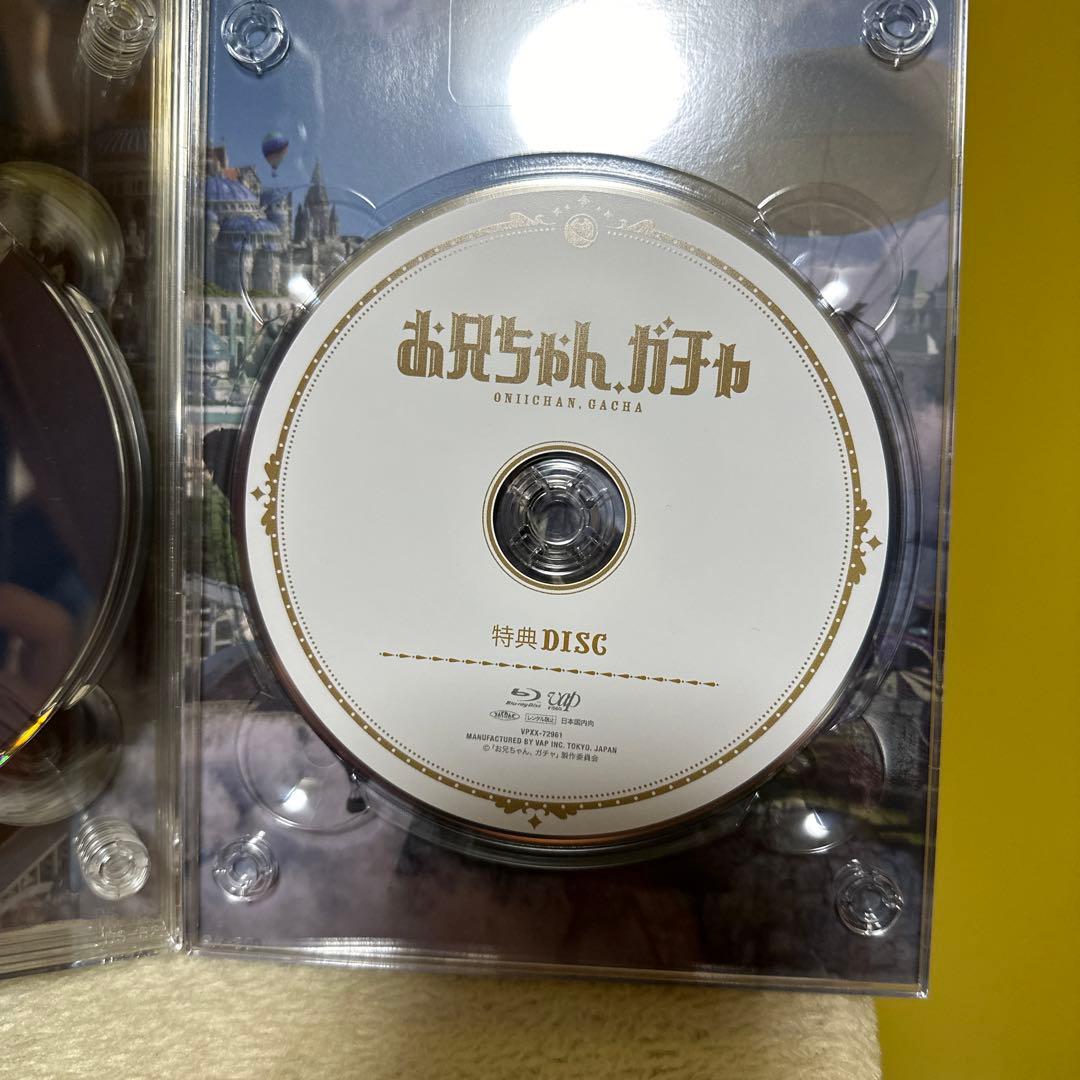 お兄ちゃん、ガチャ
ONIICHAN, GACHA
特典DISC
Blu-ray Disc vap VIDEO
レンタル禁止 日本国内向
VPXX-72961
MANUFACTURED BY VAP INC. TOKYO, JAPAN
©「お兄ちゃん、ガチャ」製作委員会